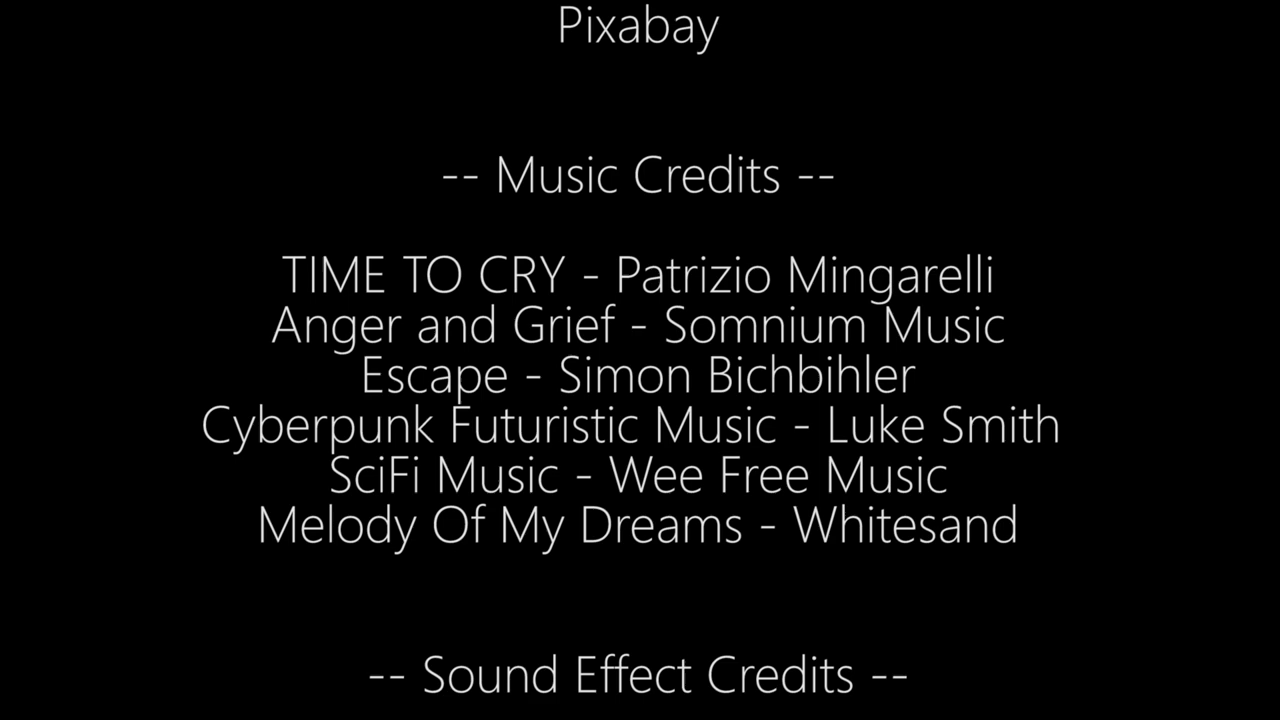 Pixabay
-- Music Credits --
TIME TO CRY - Patrizio Mingarelli
Anger and Grief - Somnium Music
Escape - Simon Bichbihler
Cyberpunk Futuristic Music - Luke Smith
SciFi Music - Wee Free Music
Melody Of My Dreams - Whitesand
-- Sound Effect Credits --